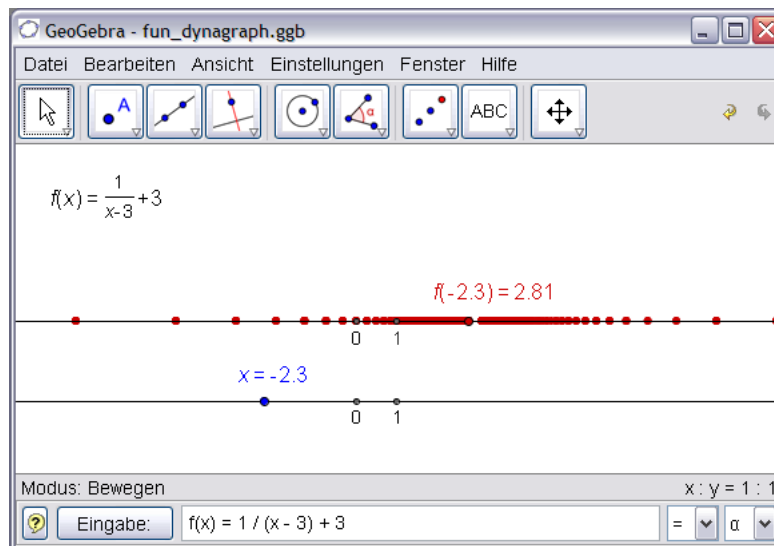 GeoGebra - fun_dynagraph.ggb
Datei Bearbeiten Ansicht Einstellungen Fenster Hilfe
A α ABC
f(x) = 1/(x-3) + 3
f(-2.3) = 2.81
0 1
x = -2.3
0 1
Modus: Bewegen x : y = 1 : 1
? Eingabe: f(x) = 1 / (x - 3) + 3 = α